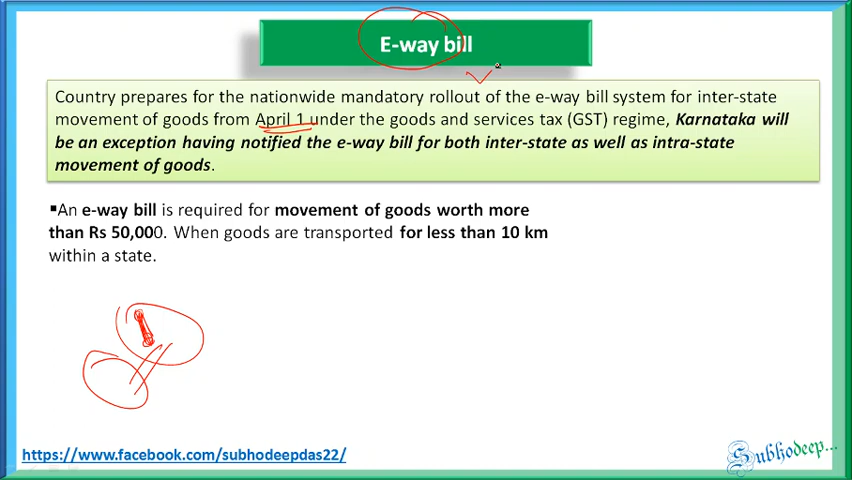 E-way bill
Country prepares for the nationwide mandatory rollout of the e-way bill system for inter-state
movement of goods from April 1 under the goods and services tax (GST) regime, Karnataka will
be an exception having notified the e-way bill for both inter-state as well as intra-state
movement of goods.
▪An e-way bill is required for movement of goods worth more
than Rs 50,000. When goods are transported for less than 10 km
within a state.
https://www.facebook.com/subhodeepdas22/
Subhodeep...